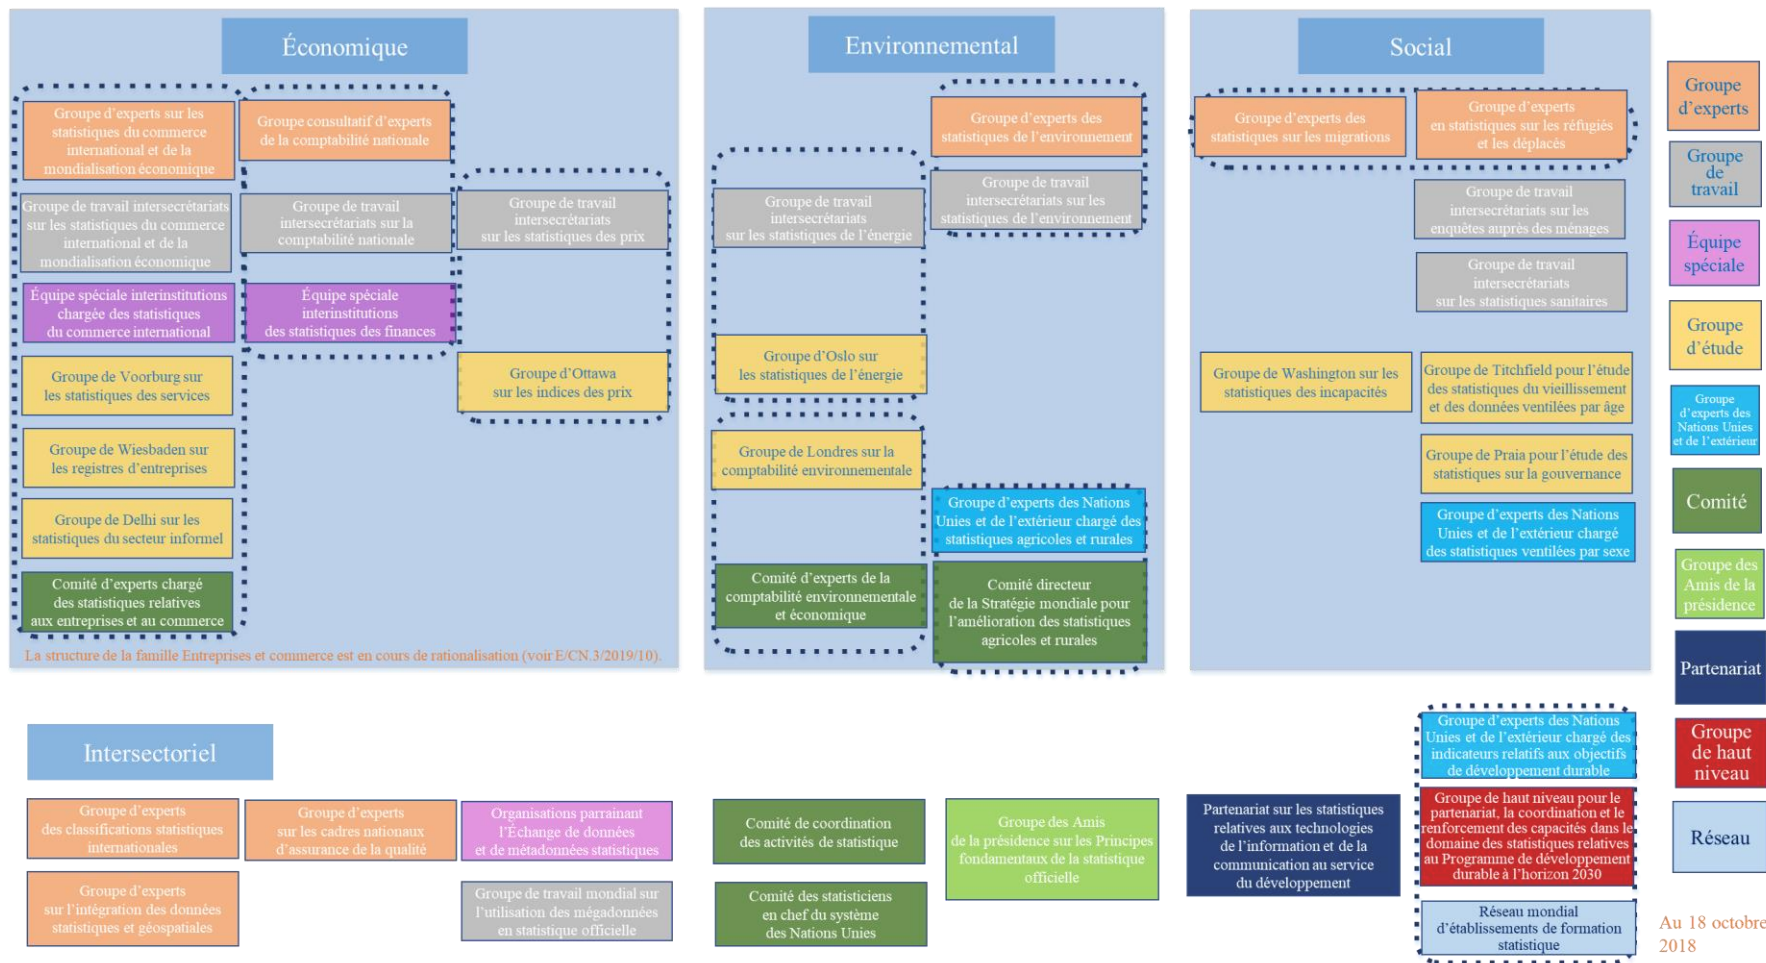 Économique
Groupe d’experts sur les
statistiques du commerce
international et de la
mondialisation économique
Groupe consultatif d’experts
de la comptabilité nationale
Groupe de travail intersecrétariats
sur les statistiques du commerce
international et de la
mondialisation économique
Groupe de travail
intersecrétariats sur la
comptabilité nationale
Groupe de travail
intersecrétariats
sur les statistiques des prix
Équipe spéciale interinstitutions
chargée des statistiques
du commerce international
Équipe spéciale
interinstitutions
des statistiques des finances
Groupe de Voorburg sur
les statistiques des services
Groupe d’Ottawa
sur les indices des prix
Groupe de Wiesbaden sur
les registres d’entreprises
Groupe de Delhi sur les
statistiques du secteur informel
Comité d’experts chargé
des statistiques relatives
aux entreprises et au commerce
La structure de la famille Entreprises et commerce est en cours de rationalisation (voir E/CN.3/2019/10).
Environnemental
Groupe d’experts des
statistiques de l’environnement
Groupe de travail
intersecrétariats
sur les statistiques de l’énergie
Groupe de travail
intersecrétariats sur les
statistiques de l’environnement
Groupe d’Oslo sur
les statistiques de l’énergie
Groupe de Londres sur la
comptabilité environnementale
Groupe d’experts des Nations
Unies et de l’extérieur chargé des
statistiques agricoles et rurales
Comité d’experts de la
comptabilité environnementale
et économique
Comité directeur
de la Stratégie mondiale pour
l’amélioration des statistiques
agricoles et rurales
Social
Groupe d’experts des
statistiques sur les migrations
Groupe d’experts
en statistiques sur les réfugiés
et les déplacés
Groupe de travail
intersecrétariats sur les
enquêtes auprès des ménages
Groupe de travail
intersecrétariats
sur les statistiques sanitaires
Groupe de Washington sur les
statistiques des incapacités
Groupe de Titchfield pour l’étude
des statistiques du vieillissement
et des données ventilées par âge
Groupe de Praia pour l’étude des
statistiques sur la gouvernance
Groupe d’experts des Nations
Unies et de l’extérieur chargé
des statistiques ventilées par sexe
Groupe
d’experts
Groupe
de
travail
Équipe
spéciale
Groupe
d’étude
Groupe
d’experts des
Nations Unies
et de l’extérieur
Comité
Groupe des
Amis de la
présidence
Partenariat
Groupe
de haut
niveau
Réseau
Intersectoriel
Groupe d’experts
des classifications statistiques
internationales
Groupe d’experts
sur les cadres nationaux
d’assurance de la qualité
Organisations parrainant
l’Échange de données
et de métadonnées statistiques
Groupe d’experts
sur l’intégration des données
statistiques et géospatiales
Groupe de travail mondial sur
l’utilisation des mégadonnées
en statistique officielle
Comité de coordination
des activités de statistique
Comité des statisticiens
en chef du système
des Nations Unies
Groupe des Amis
de la présidence sur les Principes
fondamentaux de la statistique
officielle
Partenariat sur les statistiques
relatives aux technologies
de l’information et de la
communication au service
du développement
Groupe d’experts des Nations
Unies et de l’extérieur chargé des
indicateurs relatifs aux objectifs
de développement durable
Groupe de haut niveau pour le
partenariat, la coordination et le
renforcement des capacités dans le
domaine des statistiques relatives
au Programme de développement
durable à l’horizon 2030
Réseau mondial
d’établissements de formation
statistique
Au 18 octobre
2018